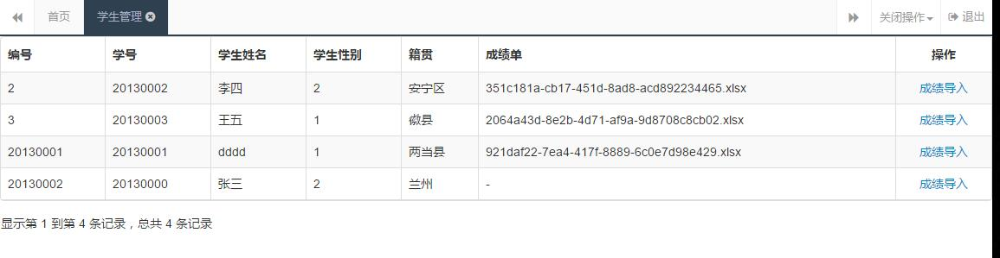 首页 学生管理 关闭操作 退出
编号 学号 学生姓名 学生性别 籍贯 成绩单 操作
2 20130002 李四 2 安宁区 351c181a-cb17-451d-8ad8-acd892234465.xlsx 成绩导入
3 20130003 王五 1 徽县 2064a43d-8e2b-4d71-af9a-9d8708c8cb02.xlsx 成绩导入
20130001 20130001 dddd 1 两当县 921daf22-7ea4-417f-8889-6c0e7d98e429.xlsx 成绩导入
20130002 20130000 张三 2 兰州 - 成绩导入
显示第 1 到第 4 条记录，总共 4 条记录